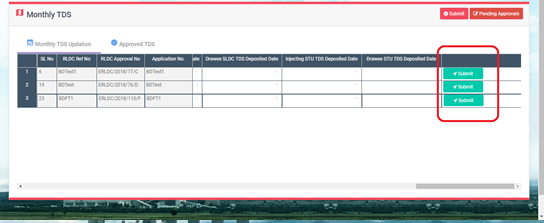 Monthly TDS
Submit Pending Approvals
Monthly TDS Updation Approved TDS
SL No RLDC Ref No RLDC Approval No Application No. ate Drawee SLDC TDS Deposited Date Injecting STU TDS Deposited Date Drawee STU TDS Deposited Date
1 6 BDTest1 ERLDC/2018/77/C BDTest1 Submit
2 19 BDTest ERLDC/2018/76/D BDTest Submit
3 23 BDFT1 ERLDC/2018/110/F BDFT1 Submit